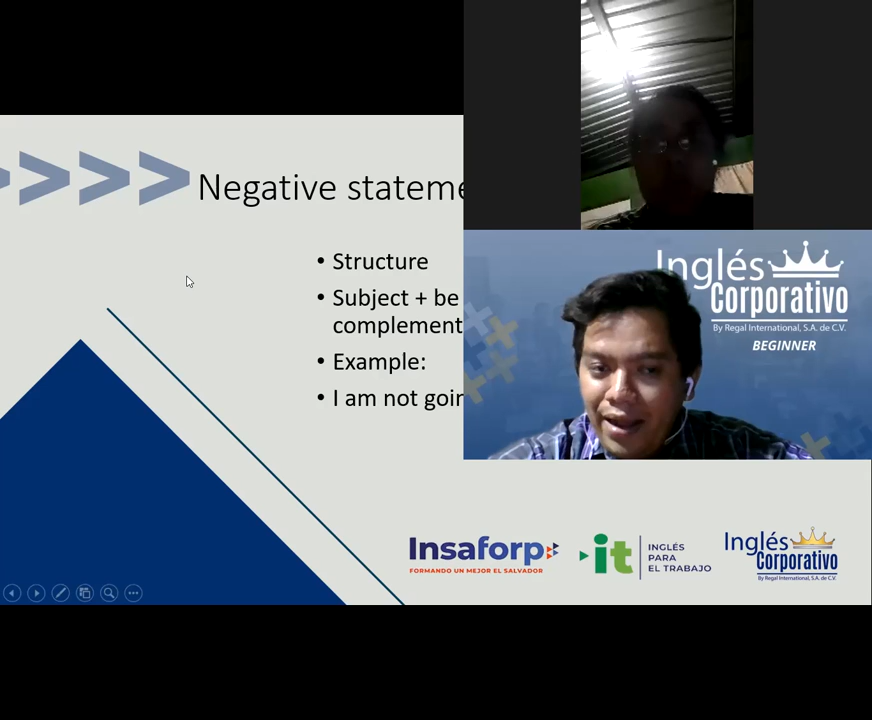 Negative stateme
• Structure
• Subject + be
complement
• Example:
• I am not goin
Inglés
Corporativo
By Regal International, S.A. de C.V.
BEGINNER
Insaforp
FORMANDO UN MEJOR EL SALVADOR
it
INGLÉS
PARA
EL TRABAJO
Inglés
Corporativo
By Regal International, S.A. de C.V.